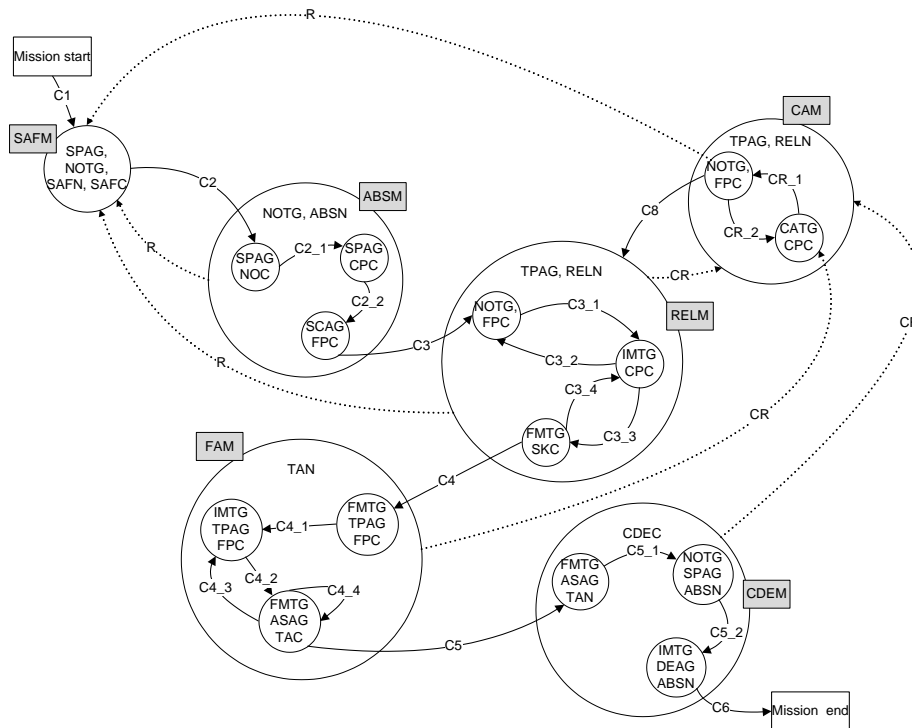 R
Mission start
C1
SAFM
SPAG,
NOTG,
SAFN, SAFC
C2
R
ABSM
NOTG, ABSN
SPAG
NOC
C2_1
SPAG
CPC
C2_2
SCAG
FPC
C3
R
CAM
TPAG, RELN
NOTG,
FPC
CR_1
CR_2
CATG
CPC
C8
CR
TPAG, RELN
RELM
NOTG,
FPC
C3_1
C3_2
IMTG
CPC
C3_4
C3_3
FMTG
SKC
C4
CR
FAM
TAN
IMTG
TPAG
FPC
C4_1
FMTG
TPAG
FPC
C4_2
C4_3
C4_4
FMTG
ASAG
TAC
C5
CDEC
C5_1
FMTG
ASAG
TAN
NOTG
SPAG
ABSN
CDEM
C5_2
IMTG
DEAG
ABSN
C6
Mission end